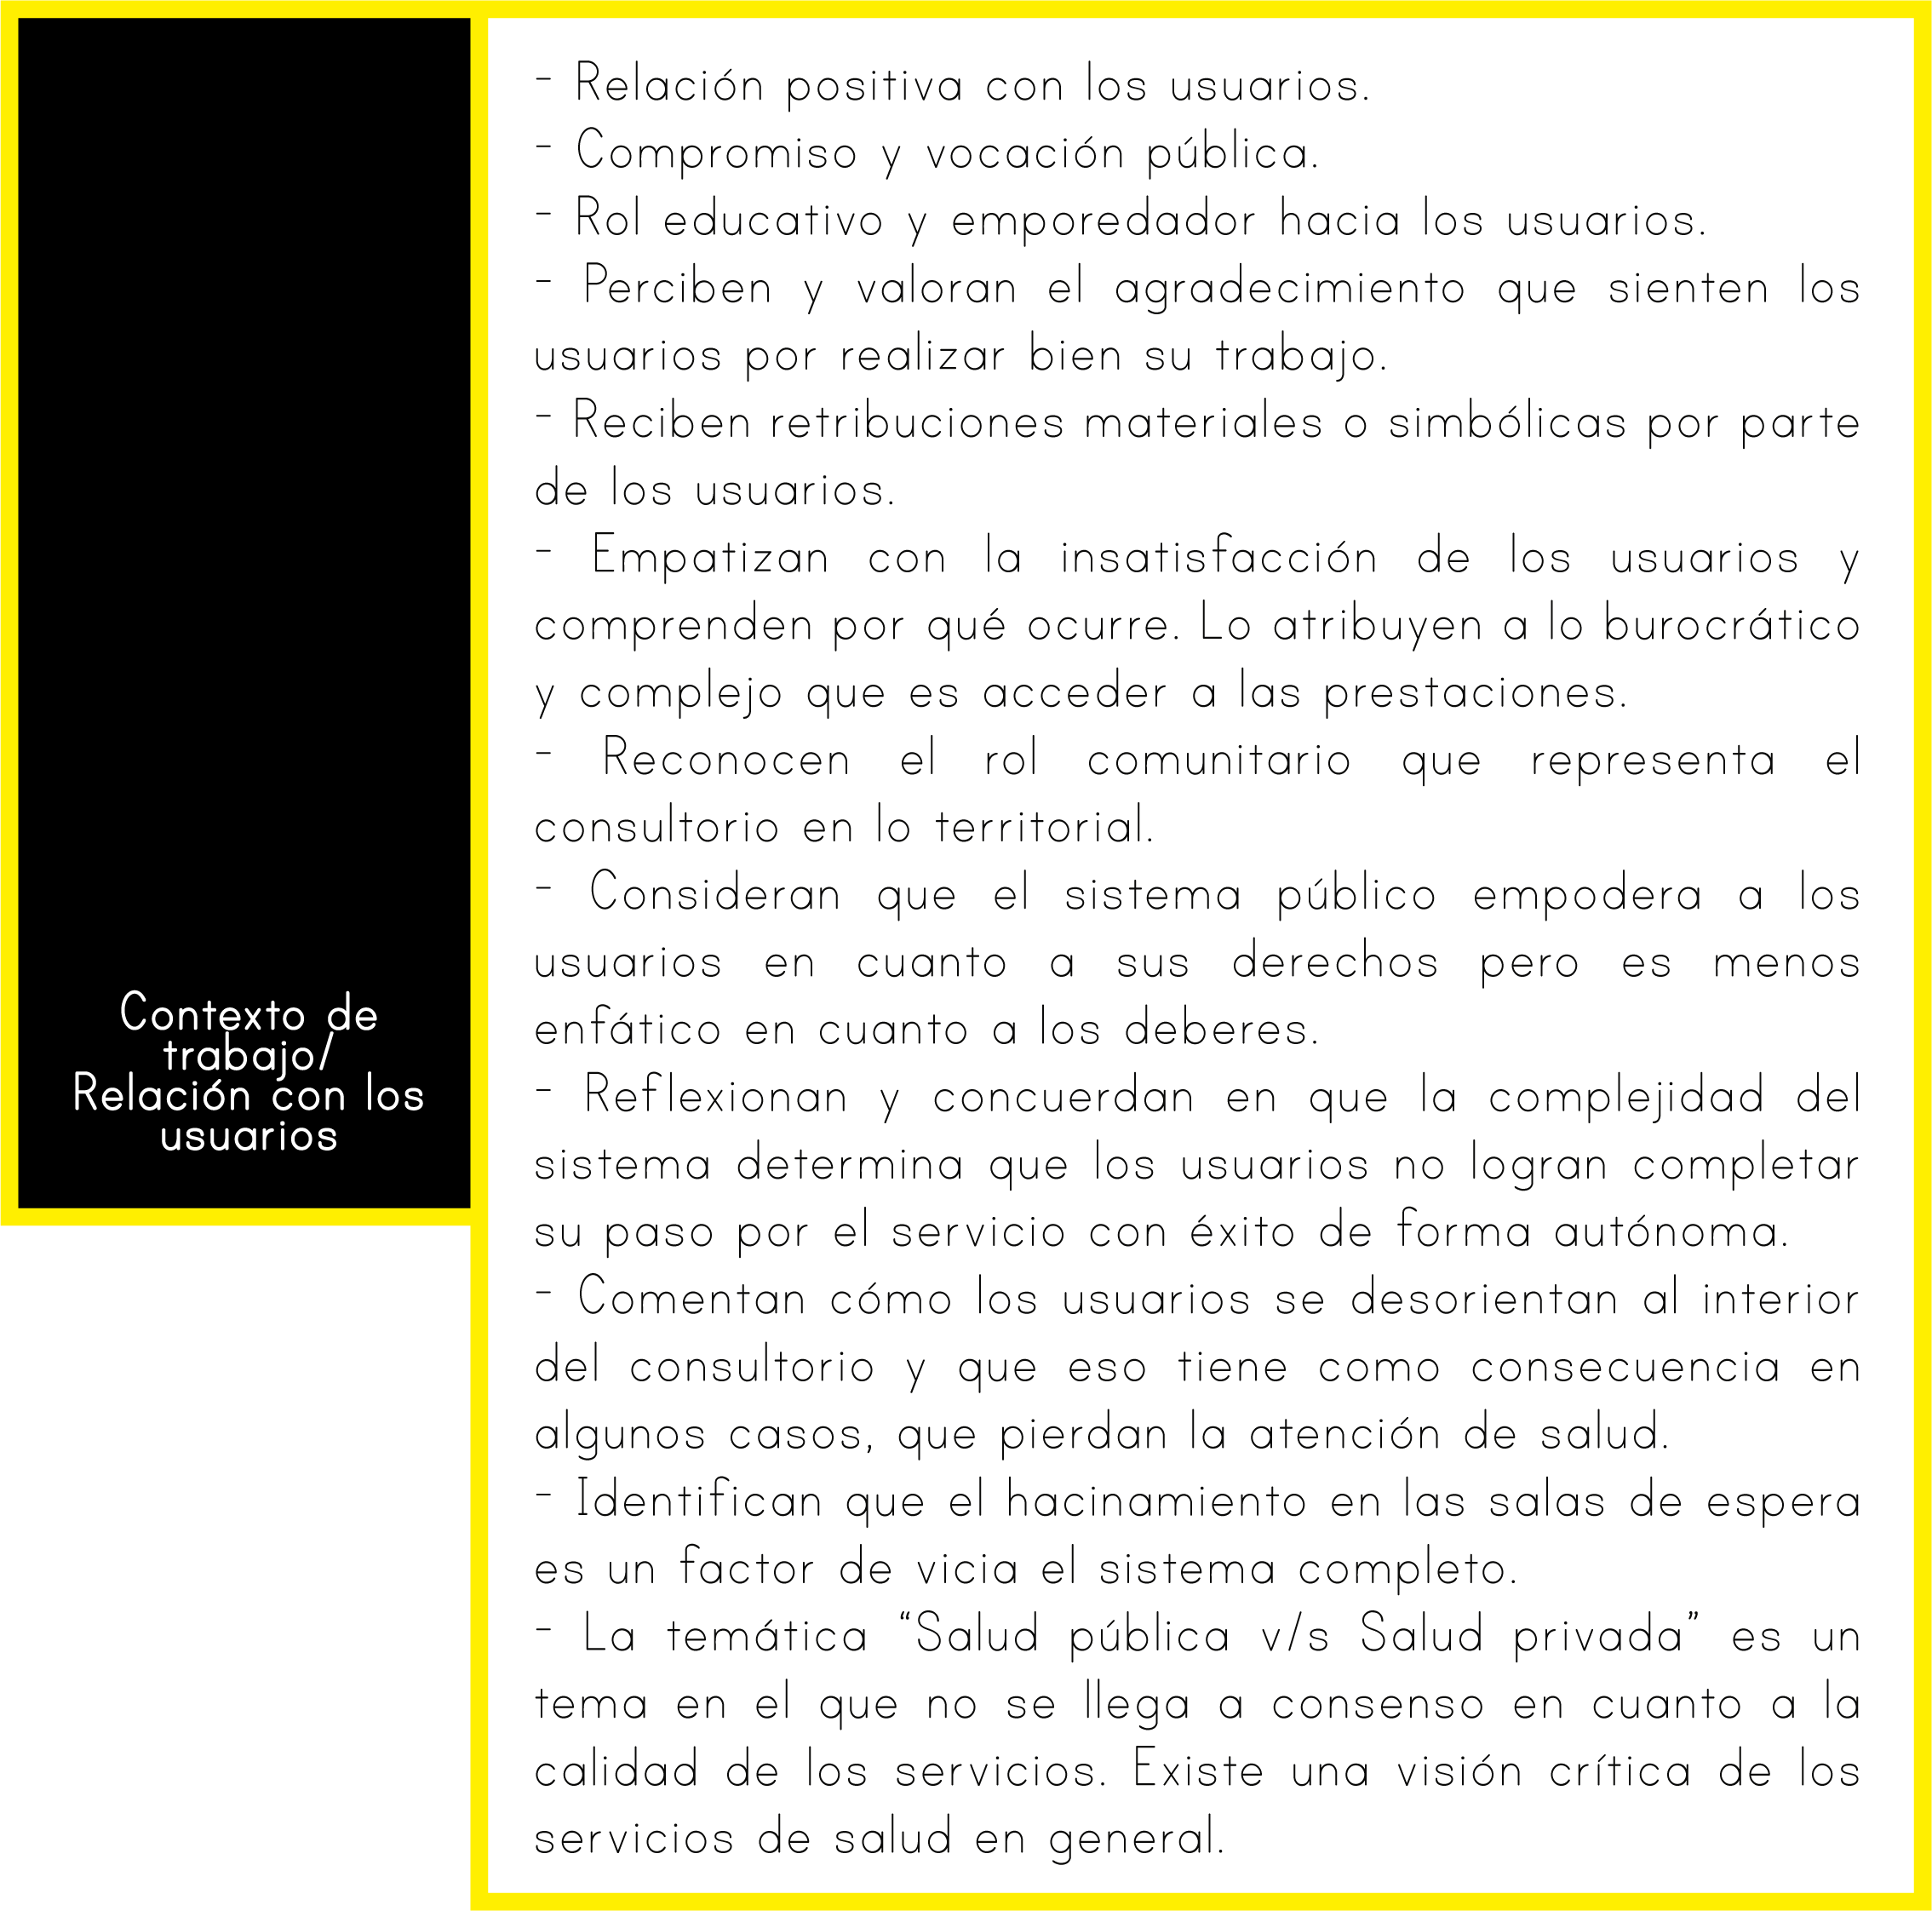 Contexto de
trabajo/
Relación con los
usuarios
- Relación positiva con los usuarios.
- Compromiso y vocación pública.
- Rol educativo y emporedador hacia los usuarios.
- Perciben y valoran el agradecimiento que sienten los
usuarios por realizar bien su trabajo.
- Reciben retribuciones materiales o simbólicas por parte
de los usuarios.
- Empatizan con la insatisfacción de los usuarios y
comprenden por qué ocurre. Lo atribuyen a lo burocrático
y complejo que es acceder a las prestaciones.
- Reconocen el rol comunitario que representa el
consultorio en lo territorial.
- Consideran que el sistema público empodera a los
usuarios en cuanto a sus derechos pero es menos
enfático en cuanto a los deberes.
- Reflexionan y concuerdan en que la complejidad del
sistema determina que los usuarios no logran completar
su paso por el servicio con éxito de forma autónoma.
- Comentan cómo los usuarios se desorientan al interior
del consultorio y que eso tiene como consecuencia en
algunos casos, que pierdan la atención de salud.
- Identifican que el hacinamiento en las salas de espera
es un factor de vicia el sistema completo.
- La temática “Salud pública v/s Salud privada” es un
tema en el que no se llega a consenso en cuanto a la
calidad de los servicios. Existe una visión crítica de los
servicios de salud en general.